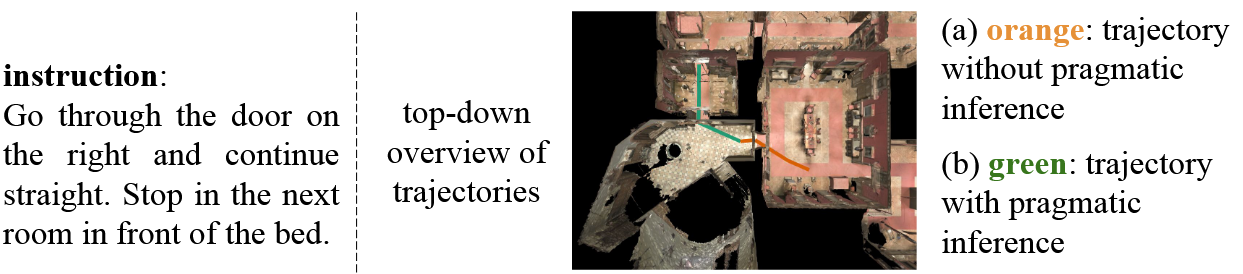 instruction:
Go through the door on
the right and continue
straight. Stop in the next
room in front of the bed.
top-down
overview of
trajectories
(a) orange: trajectory
without pragmatic
inference
(b) green: trajectory
with pragmatic
inference